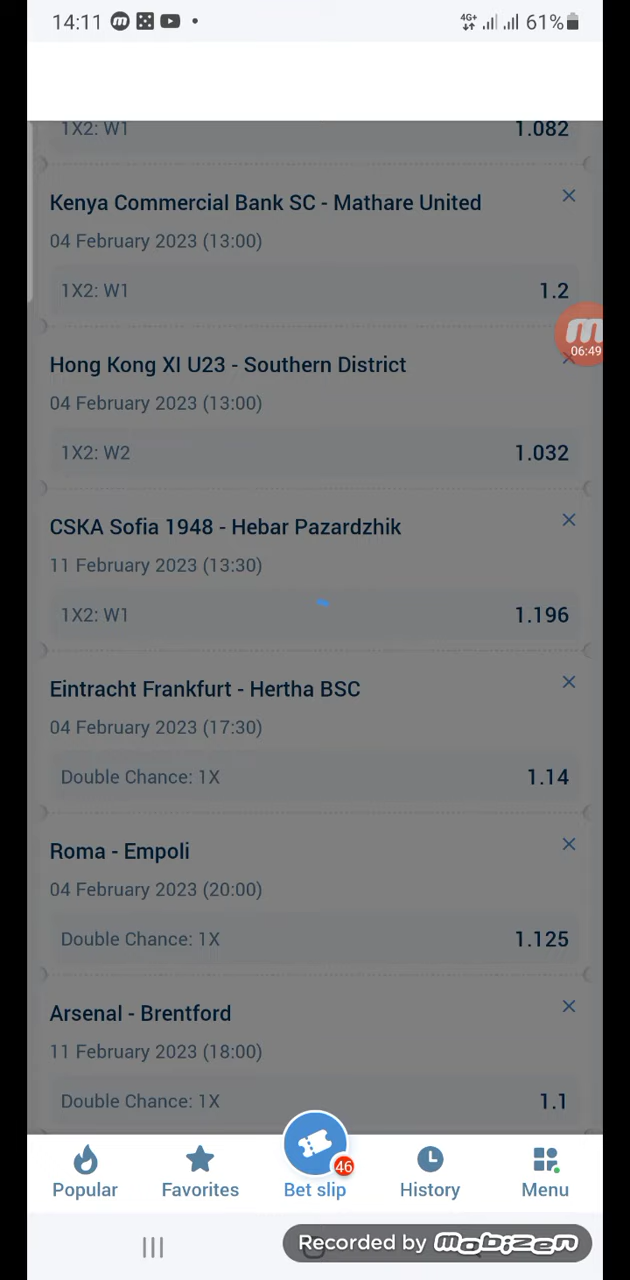 14:11
4G+
61%
1X2: W1
1.082
Kenya Commercial Bank SC - Mathare United
04 February 2023 (13:00)
1X2: W1
1.2
06:49
Hong Kong XI U23 - Southern District
04 February 2023 (13:00)
1X2: W2
1.032
CSKA Sofia 1948 - Hebar Pazardzhik
11 February 2023 (13:30)
1X2: W1
1.196
Eintracht Frankfurt - Hertha BSC
04 February 2023 (17:30)
Double Chance: 1X
1.14
Roma - Empoli
04 February 2023 (20:00)
Double Chance: 1X
1.125
Arsenal - Brentford
11 February 2023 (18:00)
Double Chance: 1X
1.1
46
Popular
Favorites
Bet slip
History
Menu
Recorded by mobizen